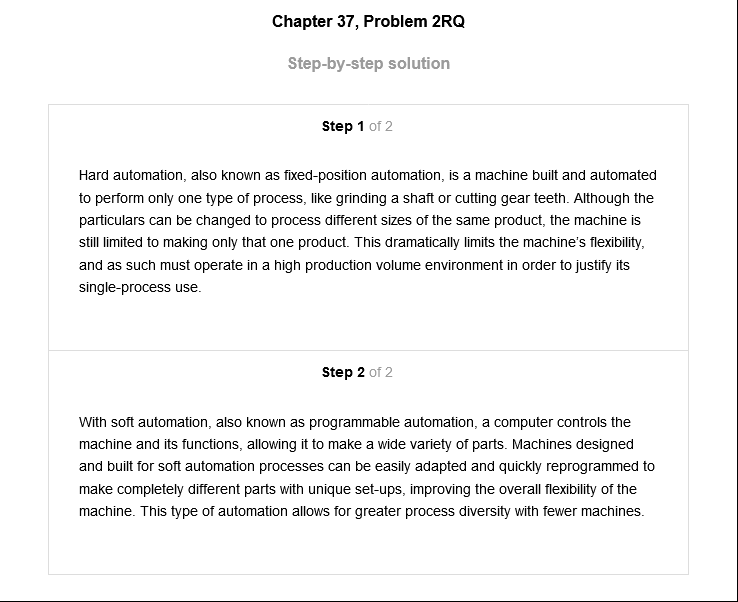 Chapter 37, Problem 2RQ
Step-by-step solution
Step 1 of 2
Hard automation, also known as fixed-position automation, is a machine built and automated
to perform only one type of process, like grinding a shaft or cutting gear teeth. Although the
particulars can be changed to process different sizes of the same product, the machine is
still limited to making only that one product. This dramatically limits the machine's flexibility,
and as such must operate in a high production volume environment in order to justify its
single-process use.
Step 2 of 2
With soft automation, also known as programmable automation, a computer controls the
machine and its functions, allowing it to make a wide variety of parts. Machines designed
and built for soft automation processes can be easily adapted and quickly reprogrammed to
make completely different parts with unique set-ups, improving the overall flexibility of the
machine. This type of automation allows for greater process diversity with fewer machines.